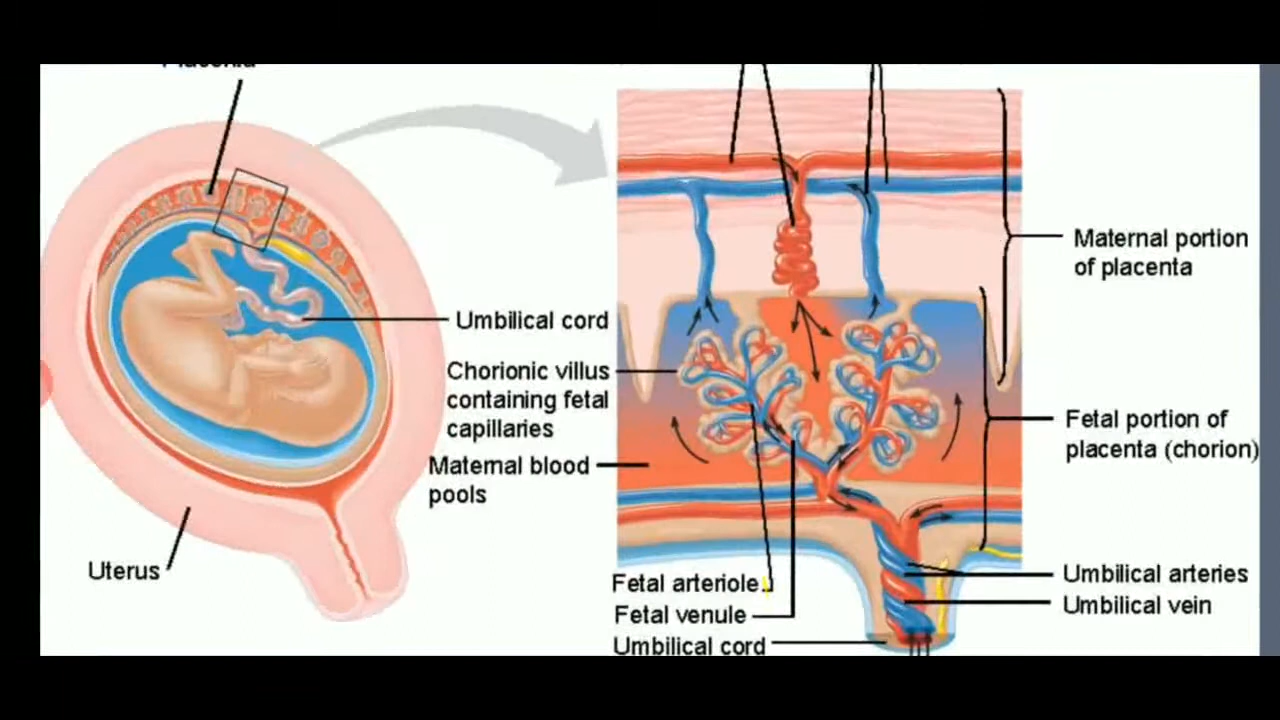 Placenta
Umbilical cord
Chorionic villus
containing fetal
capillaries
Maternal blood
pools
Uterus
Maternal portion
of placenta
Fetal portion of
placenta (chorion)
Fetal arteriole
Fetal venule
Umbilical cord
Umbilical arteries
Umbilical vein